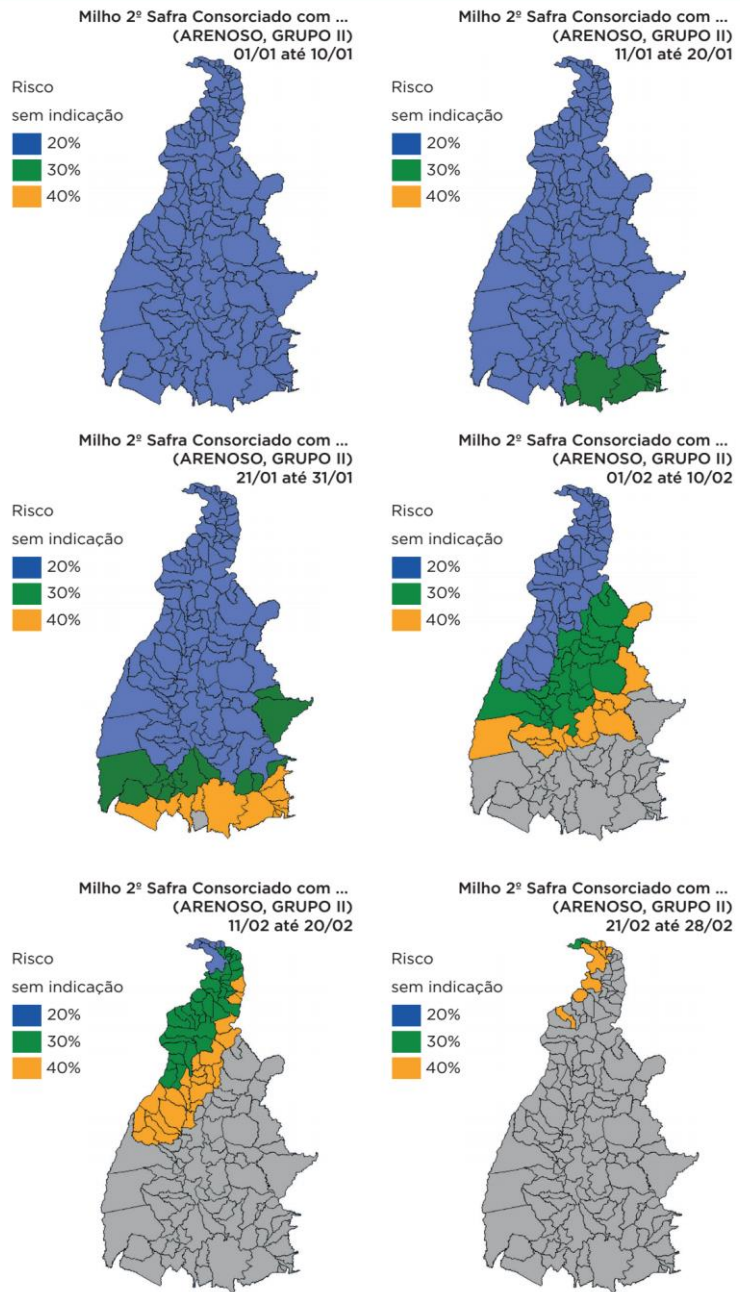 Milho 2º Safra Consorciado com ...
(ARENOSO, GRUPO II)
01/01 até 10/01
Risco
sem indicação
20%
30%
40%
Milho 2º Safra Consorciado com ...
(ARENOSO, GRUPO II)
11/01 até 20/01
Risco
sem indicação
20%
30%
40%
Milho 2º Safra Consorciado com ...
(ARENOSO, GRUPO II)
21/01 até 31/01
Risco
sem indicação
20%
30%
40%
Milho 2º Safra Consorciado com ...
(ARENOSO, GRUPO II)
01/02 até 10/02
Risco
sem indicação
20%
30%
40%
Milho 2º Safra Consorciado com ...
(ARENOSO, GRUPO II)
11/02 até 20/02
Risco
sem indicação
20%
30%
40%
Milho 2º Safra Consorciado com ...
(ARENOSO, GRUPO II)
21/02 até 28/02
Risco
sem indicação
20%
30%
40%